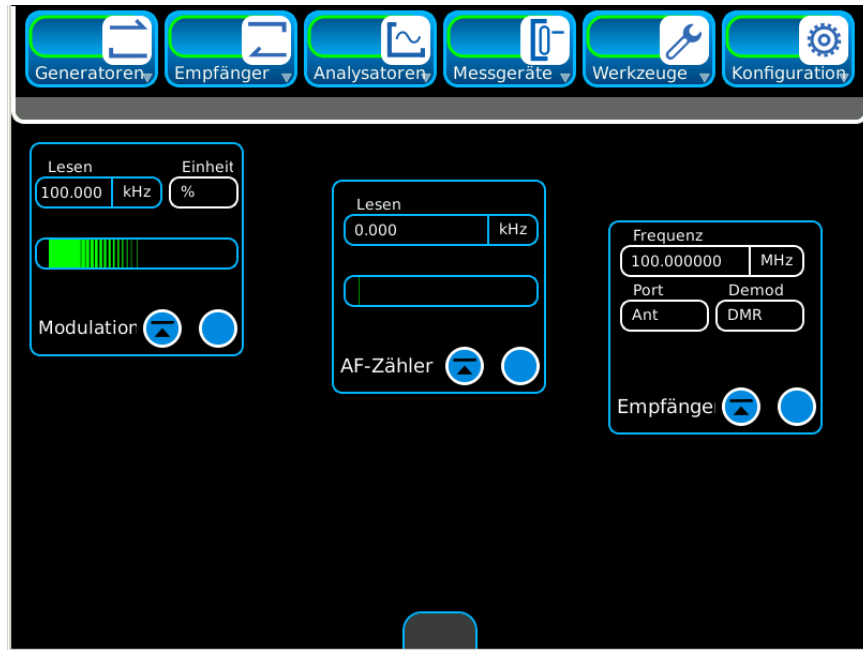 Generatoren Empfänger Analysatoren Messgeräte Werkzeuge Konfiguration
Lesen Einheit
100.000 kHz %
Modulation
Lesen
0.000 kHz
AF-Zähler
Frequenz
100.000000 MHz
Port Demod
Ant DMR
Empfänge